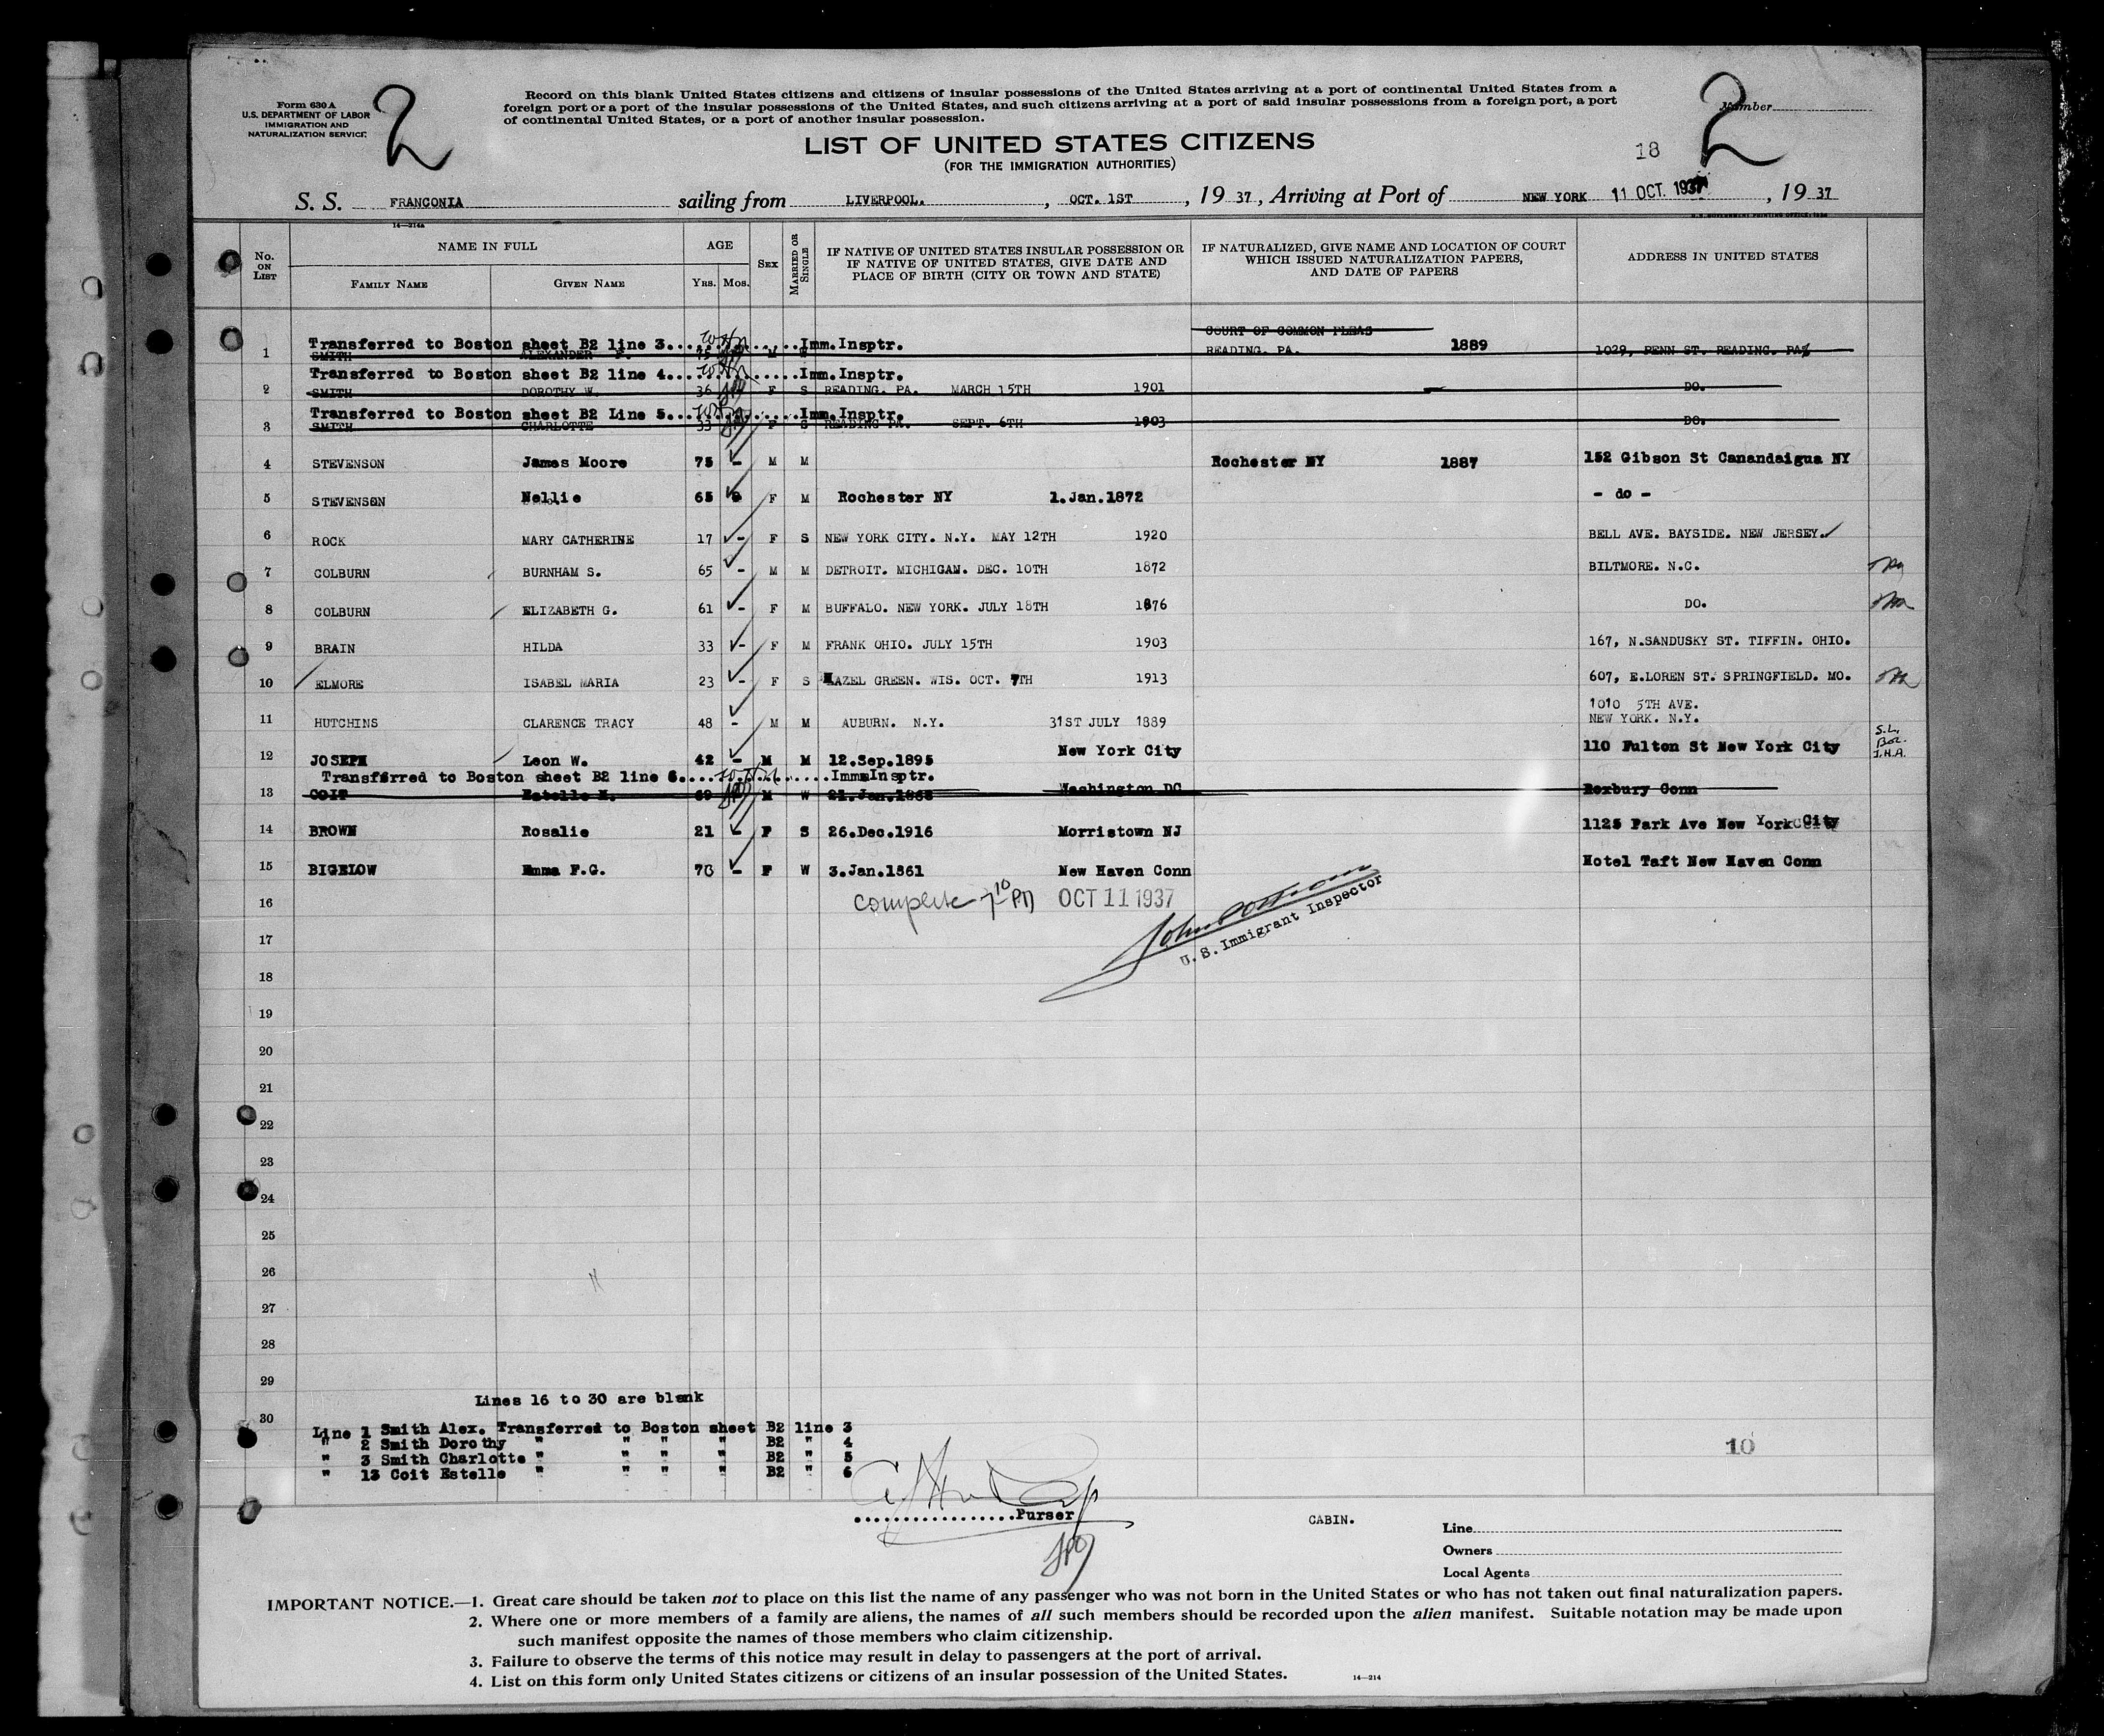 Form 630 A
U.S. DEPARTMENT OF LABOR
IMMIGRATION AND
NATURALIZATION SERVICE
2
Record on this blank United States citizens and citizens of insular possessions of the United States arriving at a port of continental United States from a
foreign port or a port of the insular possessions of the United States, and such citizens arriving at a port of said insular possessions from a foreign port, a port
of continental United States, or a port of another insular possession.
Number
2
LIST OF UNITED STATES CITIZENS
(FOR THE IMMIGRATION AUTHORITIES)
18
S. S. FRANCONIA sailing from LIVERPOOL. , OCT. 1ST , 19 37, Arriving at Port of NEW YORK 11 OCT. 1937 , 19 37
14—214a
No. ON LIST
NAME IN FULL
FAMILY NAME GIVEN NAME
AGE
YRS. MOS.
SEX
MARRIED OR SINGLE
IF NATIVE OF UNITED STATES INSULAR POSSESSION OR
IF NATIVE OF UNITED STATES, GIVE DATE AND
PLACE OF BIRTH (CITY OR TOWN AND STATE)
IF NATURALIZED, GIVE NAME AND LOCATION OF COURT
WHICH ISSUED NATURALIZATION PAPERS,
AND DATE OF PAPERS
ADDRESS IN UNITED STATES
COURT OF COMMON PLEAS
Transferred to Boston sheet B2 line 3..............Imm.Insptr.
1 SMITH ALEXANDER F. 75 M W READING. PA. 1889 1029, PENN ST. READING. PA.
Transferred to Boston sheet B2 line 4..............Imm.Insptr.
2 SMITH DOROTHY W. 36 F S READING. PA. MARCH 15TH 1901 DO.
Transferred to Boston sheet B2 Line 5..............Imm.Insptr.
3 SMITH CHARLOTTE 33 F S READING PA. SEPT. 6TH 1903 DO.
4 STEVENSON James Moore 75 - M M Rochester NY 1887 152 Gibson St Canandaigua NY
5 STEVENSON Nellie 65 F M Rochester NY 1.Jan.1872 - do -
6 ROCK MARY CATHERINE 17 - F S NEW YORK CITY. N.Y. MAY 12TH 1920 BELL AVE. BAYSIDE. NEW JERSEY.
7 COLBURN BURNHAM S. 65 - M M DETROIT. MICHIGAN. DEC. 10TH 1872 BILTMORE. N.C.
8 COLBURN ELIZABETH G. 61 - F M BUFFALO. NEW YORK. JULY 18TH 1876 DO.
9 BRAIN HILDA 33 - F M FRANK OHIO. JULY 15TH 1903 167, N.SANDUSKY ST. TIFFIN. OHIO.
10 ELMORE ISABEL MARIA 23 - F S HAZEL GREEN. WIS. OCT. 7TH 1913 607, E.LOREN ST. SPRINGFIELD. MO.
11 HUTCHINS CLARENCE TRACY 48 - M M AUBURN. N.Y. 31ST JULY 1889 1010 5TH AVE.
NEW YORK. N.Y.
12 JOSEPH Leon W. 42 - M M 12.Sep.1895 New York City 110 Fulton St New York City S.L.
Transferred to Boston sheet B2 line 6..............Imm.Insptr.
13 COIT Estelle M. 69 M W 21.Jan.1868 Washington DC Roxbury Conn
14 BROWN Rosalie 21 - F S 26.Dec.1916 Morristown NJ 1125 Park Ave New York City
15 BIGELOW Emma F.G. 76 - F W 3.Jan.1861 New Haven Conn Hotel Taft New Haven Conn
16 complete 7 10 PM OCT 11 1937
U. S. Immigrant Inspector
17
18
19
20
21
22
23
24
25
26
27
28
29
Lines 16 to 30 are blank
30
Line 1 Smith Alex. Transferred to Boston sheet B2 line 3
" 2 Smith Dorothy " " " " B2 " 4
" 3 Smith Charlotte " " " " B2 " 5
" 13 Coit Estelle " " " " B2 " 6
10
.................Purser
CABIN.
Line
Owners
Local Agents
IMPORTANT NOTICE.—1. Great care should be taken not to place on this list the name of any passenger who was not born in the United States or who has not taken out final naturalization papers.
2. Where one or more members of a family are aliens, the names of all such members should be recorded upon the alien manifest. Suitable notation may be made upon
such manifest opposite the names of those members who claim citizenship.
3. Failure to observe the terms of this notice may result in delay to passengers at the port of arrival.
4. List on this form only United States citizens or citizens of an insular possession of the United States.
14—214